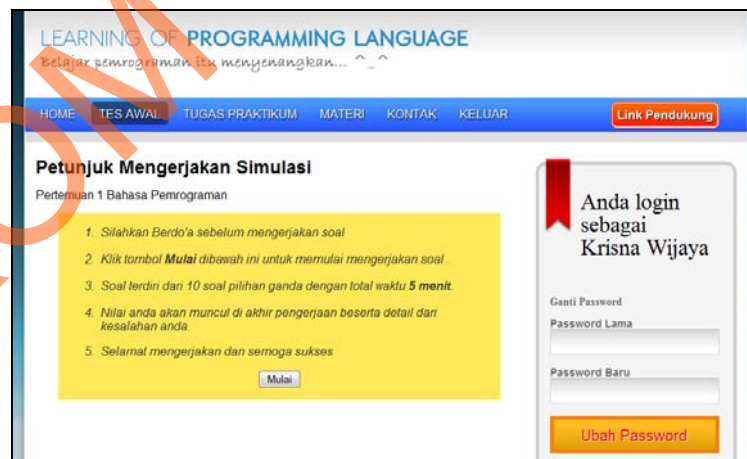 LEARNING OF PROGRAMMING LANGUAGE
Belajar pemrograman itu menyenangkan... ^_^
HOME TES AWAL TUGAS PRAKTIKUM MATERI KONTAK KELUAR Link Pendukung
Petunjuk Mengerjakan Simulasi
Pertemuan 1 Bahasa Pemrograman
1. Silahkan Berdo'a sebelum mengerjakan soal
2. Klik tombol Mulai dibawah ini untuk memulai mengerjakan soal.
3. Soal terdiri dari 10 soal pilihan ganda dengan total waktu 5 menit.
4. Nilai anda akan muncul di akhir pengerjaan beserta detail dari
kesalahan anda.
5. Selamat mengerjakan dan semoga sukses
Mulai
Anda login
sebagai
Krisna Wijaya
Ganti Password
Password Lama
Password Baru
Ubah Password